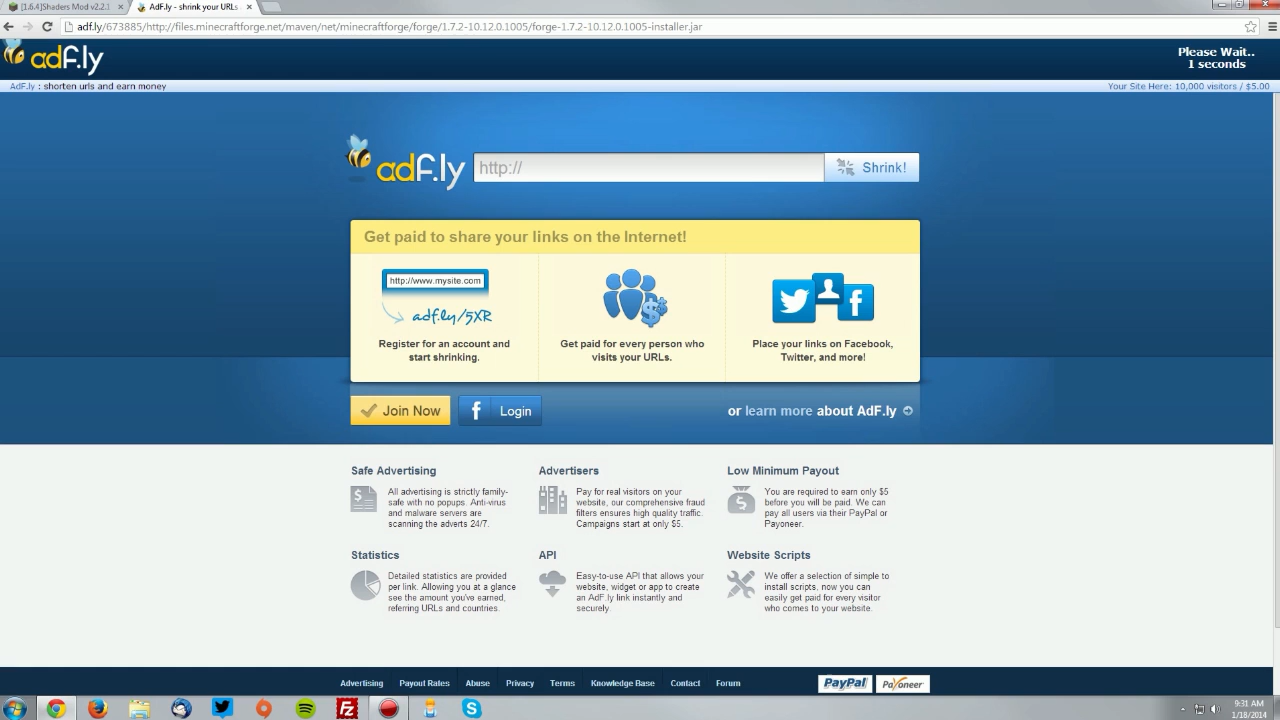 [1.6.4]Shaders Mod v2.2.1
AdF.ly - shrink your URLs
adf.ly/673885/http://files.minecraftforge.net/maven/net/minecraftforge/forge/1.7.2-10.12.0.1005/forge-1.7.2-10.12.0.1005-installer.jar
adf.ly
Please Wait..
1 seconds
AdF.ly : shorten urls and earn money
Your Site Here: 10,000 visitors / $5.00
adf.ly
http://
Shrink!
Get paid to share your links on the Internet!
http://www.mysite.com
adf.ly/5XR
Register for an account and
start shrinking.
Get paid for every person who
visits your URLs.
Place your links on Facebook,
Twitter, and more!
Join Now
Login
or learn more about AdF.ly
Safe Advertising
All advertising is strictly family-
safe with no popups. Anti-virus
and malware servers are
scanning the adverts 24/7.
Advertisers
Pay for real visitors on your
website, our comprehensive fraud
filters ensures high quality traffic.
Campaigns start at only $5.
Low Minimum Payout
You are required to earn only $5
before you will be paid. We can
pay all users via their PayPal or
Payoneer.
Statistics
Detailed statistics are provided
per link. Allowing you at a glance
see the amount you've earned,
referring URLs and countries.
API
Easy-to-use API that allows your
website, widget or app to create
an AdF.ly link instantly and
securely.
Website Scripts
We offer a selection of simple to
install scripts, now you can
easily get paid for every visitor
who comes to your website.
Advertising
Payout Rates
Abuse
Privacy
Terms
Knowledge Base
Contact
Forum
PayPal
Payoneer
9:31 AM
1/18/2014